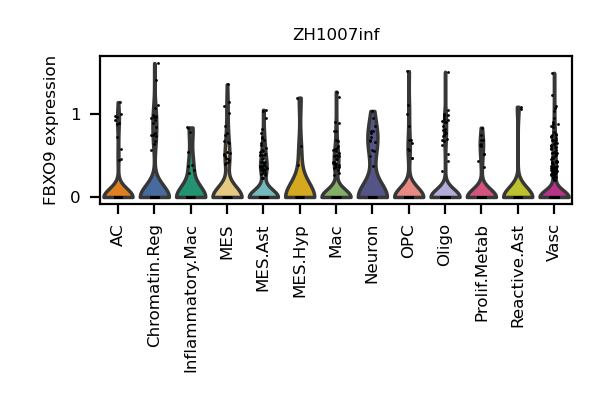 ZH1007inf
FBXO9 expression
1
0
AC
Chromatin.Reg
Inflammatory.Mac
MES
MES.Ast
MES.Hyp
Mac
Neuron
OPC
Oligo
Prolif.Metab
Reactive.Ast
Vasc